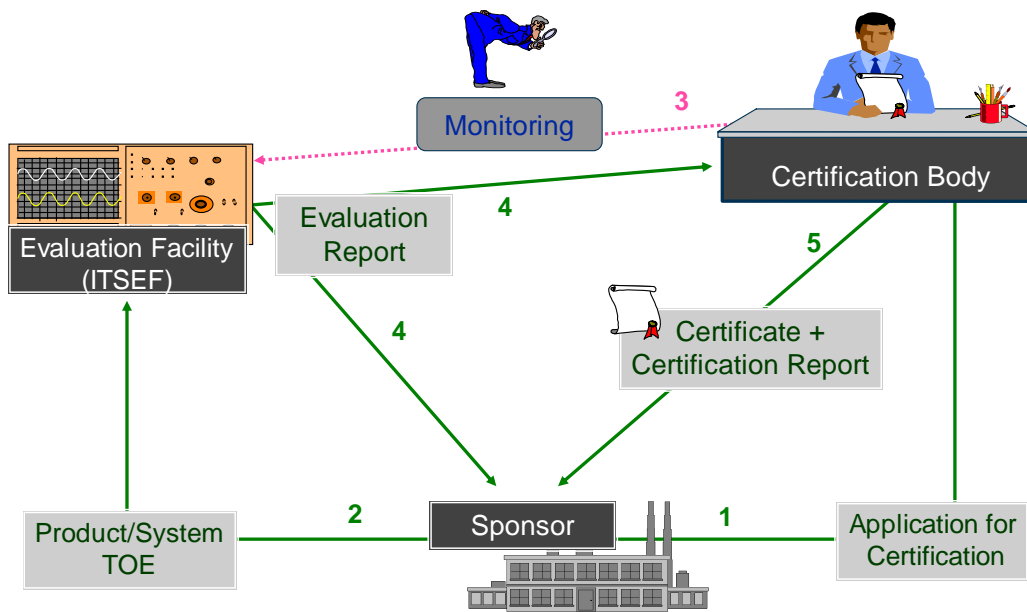 3
Monitoring
Certification Body
4
Evaluation
Report
Evaluation Facility
(ITSEF)
5
4
Certificate +
Certification Report
2
1
Product/System
TOE
Sponsor
Application for
Certification